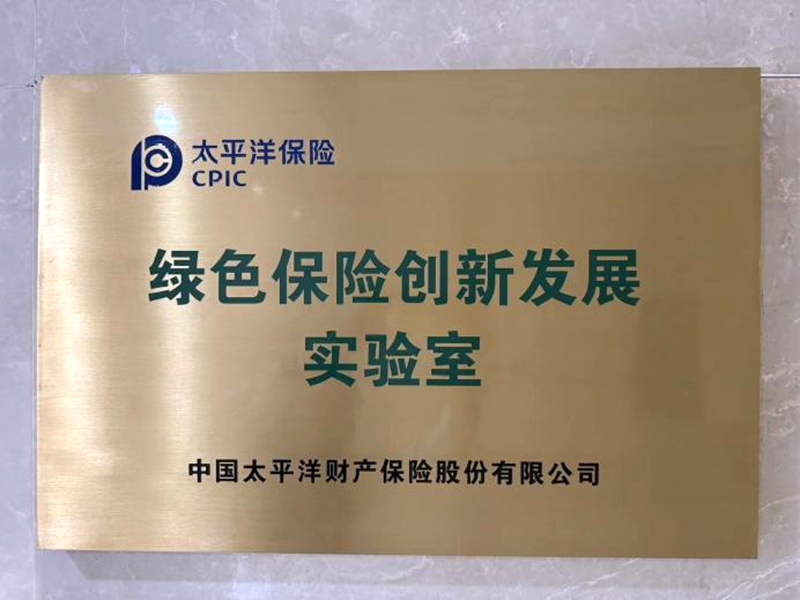 太平洋保险
CPIC
绿色保险创新发展
实验室
中国太平洋财产保险股份有限公司